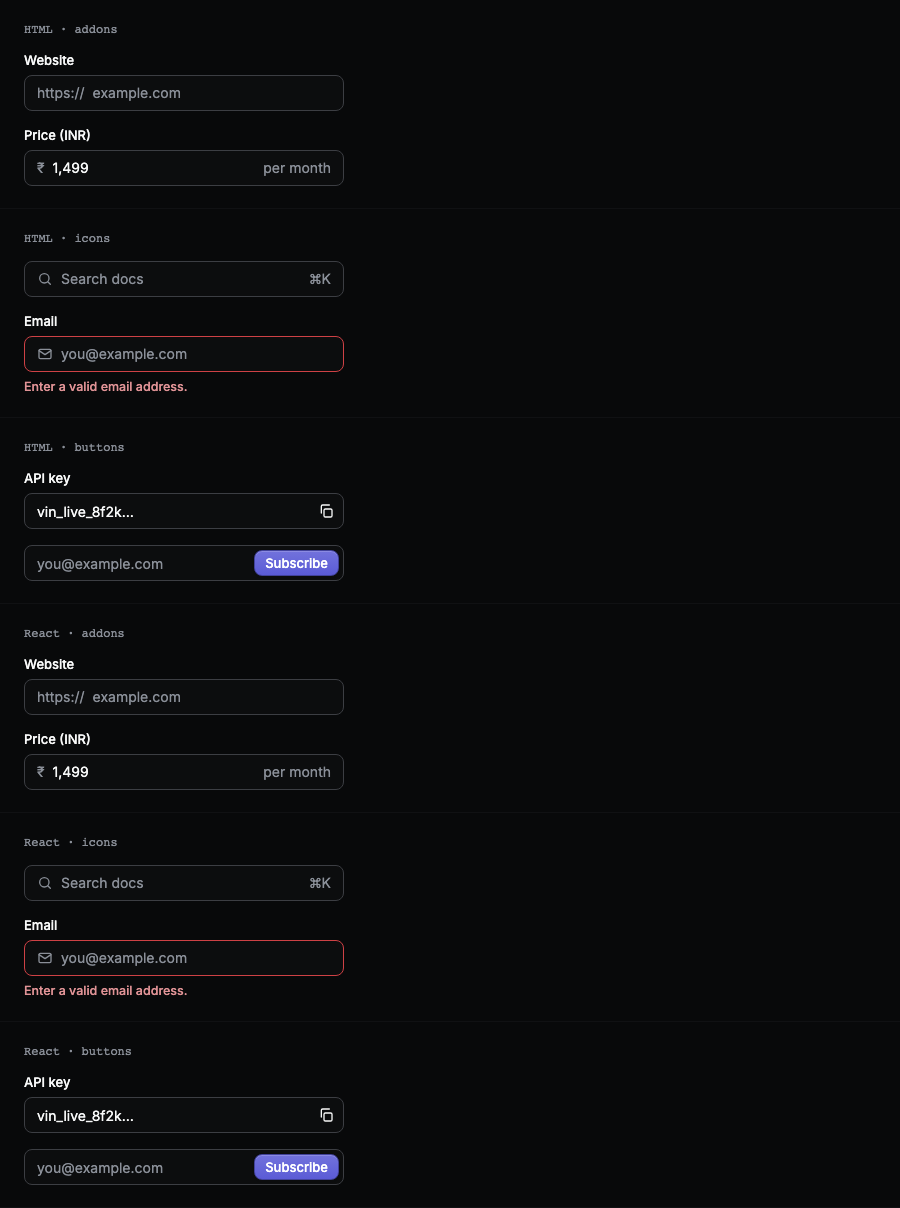 HTML · addons
Website
https:// example.com
Price (INR)
₹ 1,499 per month
HTML · icons
Search docs ⌘K
Email
you@example.com
Enter a valid email address.
HTML · buttons
API key
vin_live_8f2k...
you@example.com Subscribe
React · addons
Website
https:// example.com
Price (INR)
₹ 1,499 per month
React · icons
Search docs ⌘K
Email
you@example.com
Enter a valid email address.
React · buttons
API key
vin_live_8f2k...
you@example.com Subscribe